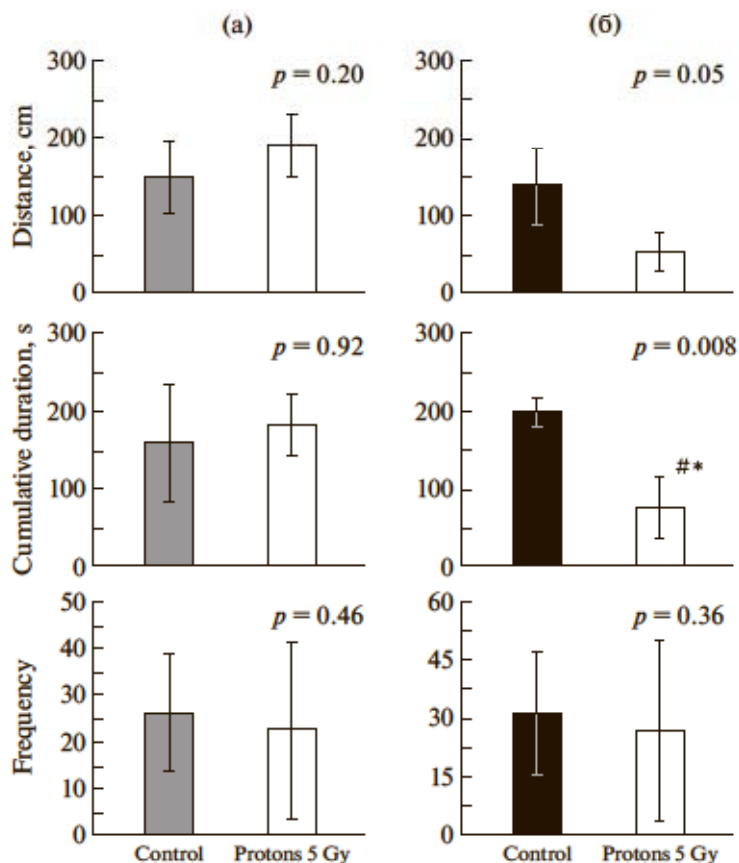 (а)
(б)
Distance, cm
300
200
100
0
p = 0.20
p = 0.05
300
200
100
0
Cumulative duration, s
300
200
100
0
p = 0.92
300
200
100
0
p = 0.008
#*
Frequency
50
40
30
20
10
0
p = 0.46
60
45
30
15
0
p = 0.36
Control
Protons 5 Gy
Control
Protons 5 Gy